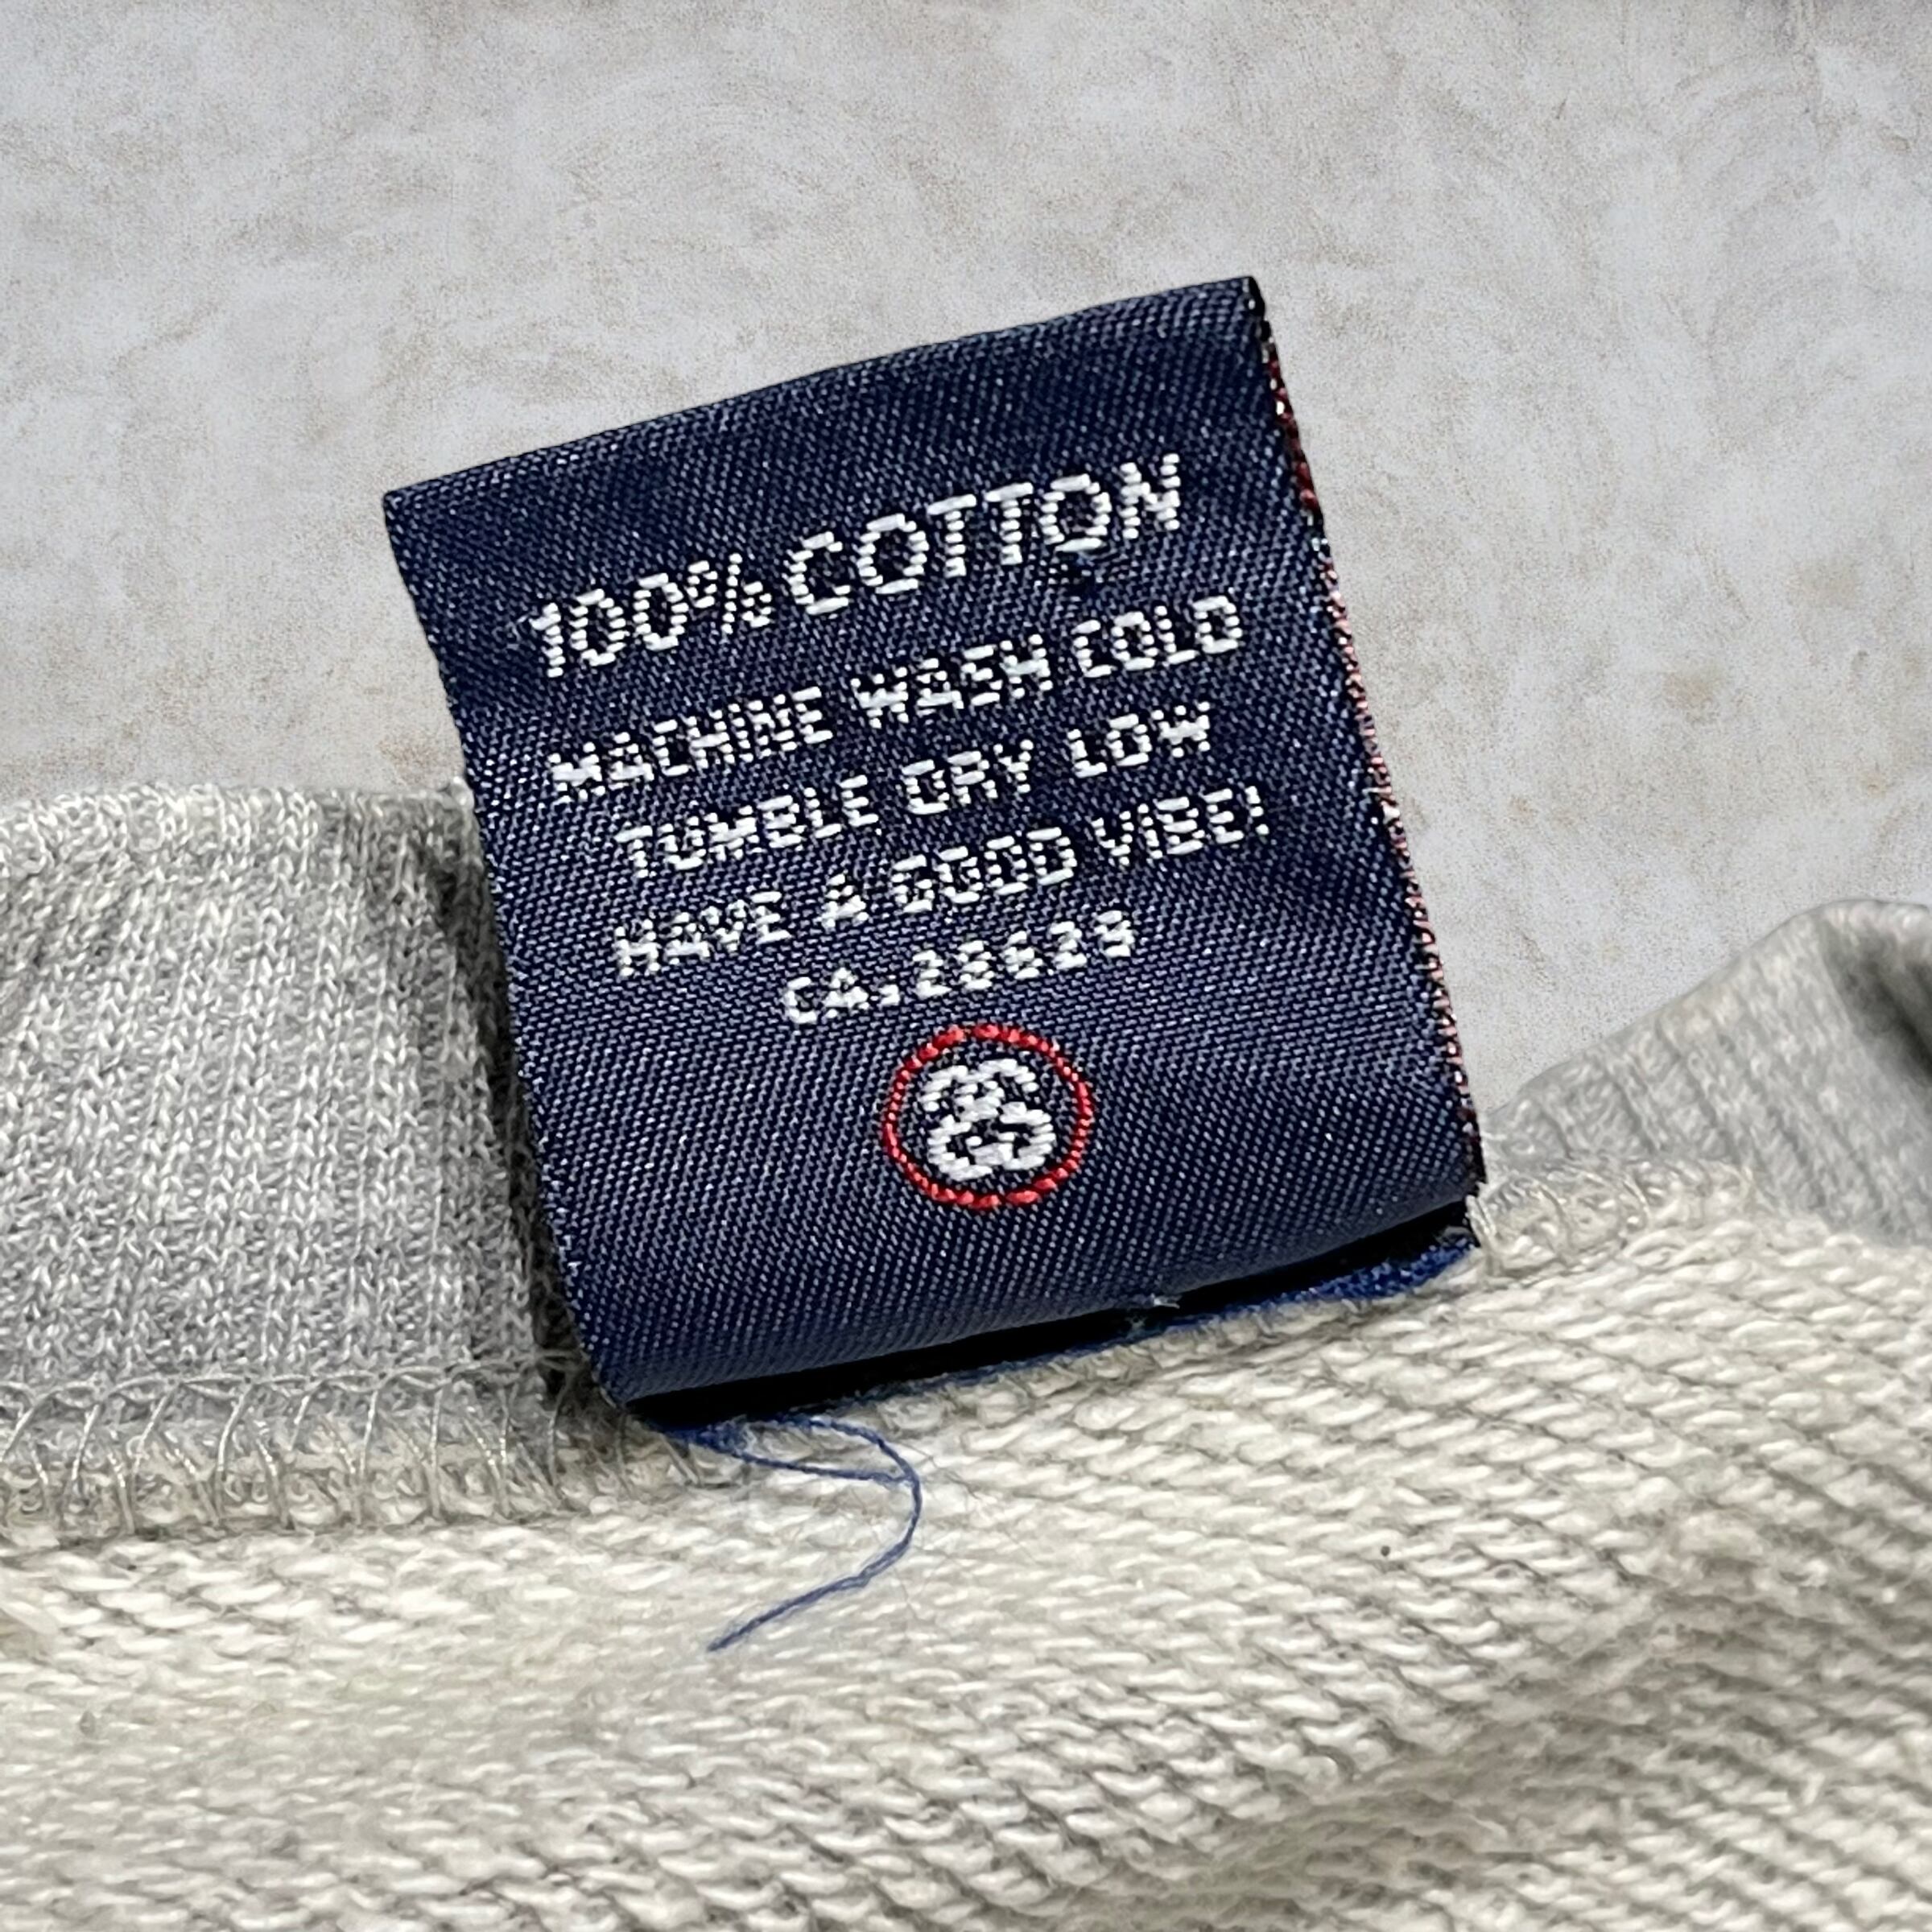 100% COTTON
MACHINE WASH COLD
TUMBLE DRY LOW
HAVE A GOOD VIBE!
CA.28629